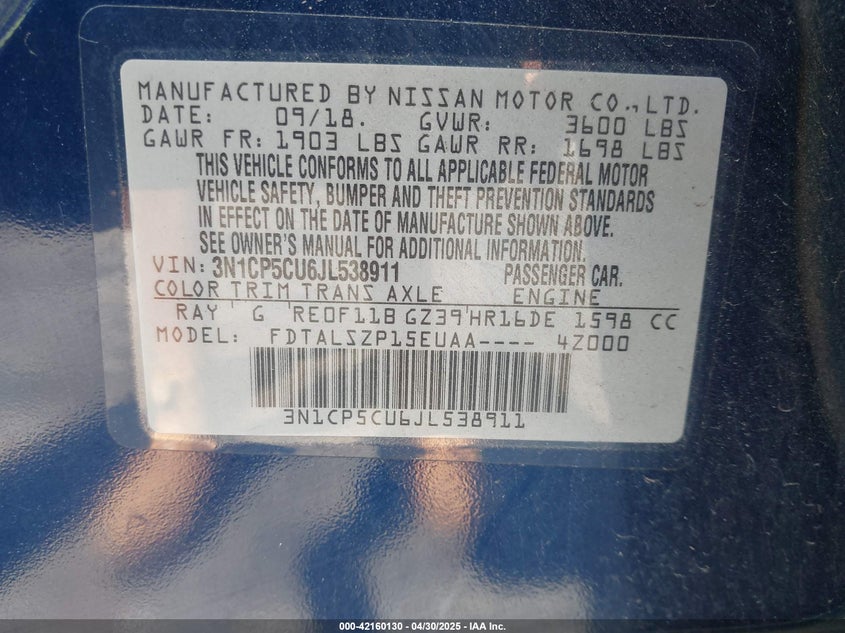 MANUFACTURED BY NISSAN MOTOR CO., LTD.
DATE: 09/18. GVWR: 3600 LBS
GAWR FR: 1903 LBS GAWR RR: 1698 LBS
THIS VEHICLE CONFORMS TO ALL APPLICABLE FEDERAL MOTOR
VEHICLE SAFETY, BUMPER AND THEFT PREVENTION STANDARDS
IN EFFECT ON THE DATE OF MANUFACTURE SHOWN ABOVE.
SEE OWNER'S MANUAL FOR ADDITIONAL INFORMATION.
VIN: 3N1CP5CU6JL538911 PASSENGER CAR.
COLOR TRIM TRANS AXLE ENGINE
RAY G RE0F11B GZ39 HR16DE 1598 CC
MODEL: FDTALSZP15EUAA---- 4Z000
3N1CP5CU6JL538911
000-42160130 - 04/30/2025 - IAA Inc.